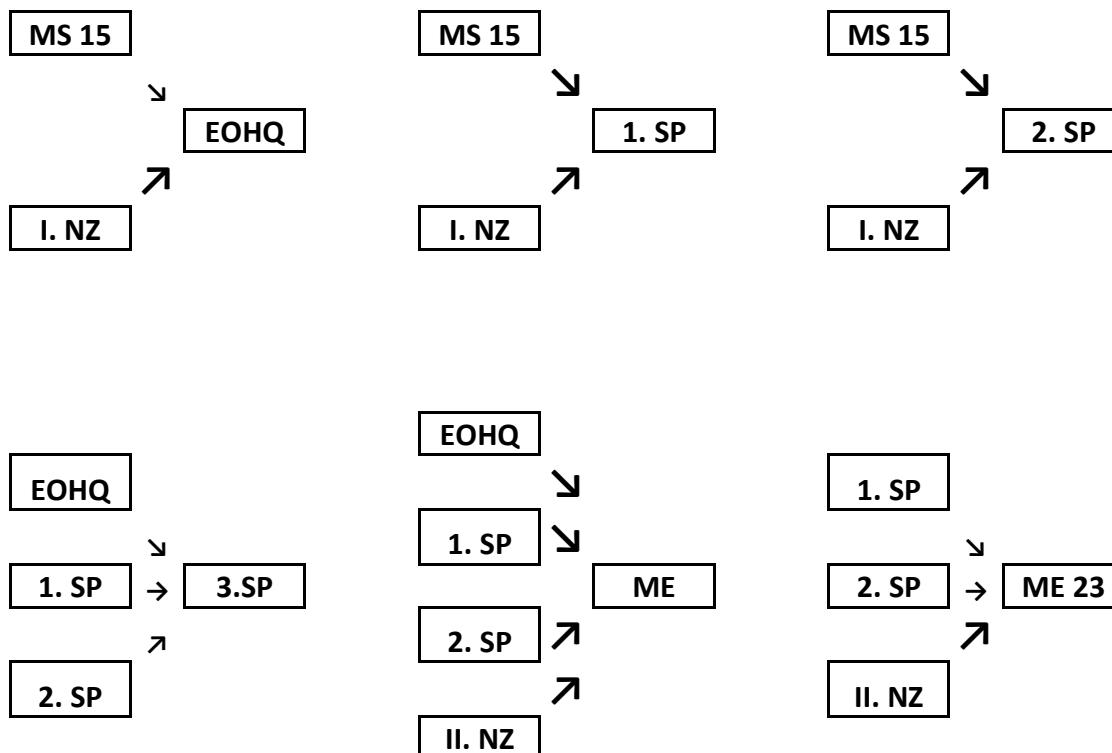 MS 15
EOHQ
I. NZ
MS 15
1. SP
I. NZ
MS 15
2. SP
I. NZ
EOHQ
1. SP
3.SP
2. SP
EOHQ
1. SP
ME
2. SP
II. NZ
1. SP
2. SP
ME 23
II. NZ